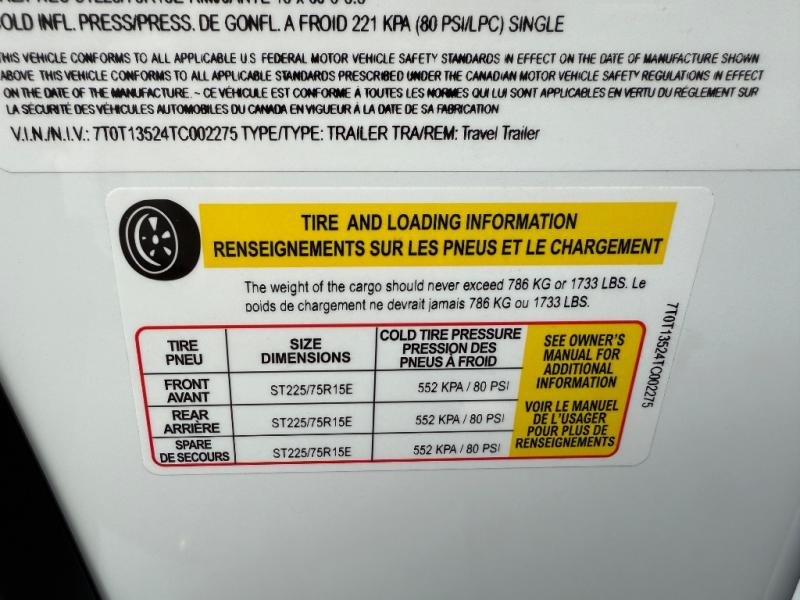 OLD INFL. PRESS/PRESS. DE GONFL. A FROID 221 KPA (80 PSI/LPC) SINGLE
THIS VEHICLE CONFORMS TO ALL APPLICABLE U.S FEDERAL MOTOR VEHICLE SAFETY STANDARDS IN EFFECT ON THE DATE OF MANUFACTURE SHOWN
ABOVE THIS VEHICLE CONFORMS TO ALL APPLICABLE STANDARDS PRESCRIBED UNDER THE CANADIAN MOTOR VEHICLE SAFETY REGULATIONS IN EFFECT
ON THE DATE OF THE MANUFACTURE. ~ CE VÉHICULE EST CONFORME À TOUTES LES NORMES QUI LUI SONT APPLICABLES EN VERTU DU RÈGLEMENT SUR
LA SÉCURITÉ DES VÉHICULES AUTOMOBILES DU CANADA EN VIGUEUR À LA DATE DE SA FABRICATION
V.I.N./N.I.V.: 7T0T13524TC002275 TYPE/TYPE: TRAILER TRA/REM: Travel Trailer
TIRE AND LOADING INFORMATION
RENSEIGNEMENTS SUR LES PNEUS ET LE CHARGEMENT
The weight of the cargo should never exceed 786 KG or 1733 LBS. Le
poids de chargement ne devrait jamais 786 KG ou 1733 LBS.
TIRE
PNEU
SIZE
DIMENSIONS
COLD TIRE PRESSURE
PRESSION DES
PNEUS À FROID
FRONT
AVANT
ST225/75R15E
552 KPA / 80 PSI
REAR
ARRIÈRE
ST225/75R15E
552 KPA / 80 PSI
SPARE
DE SECOURS
ST225/75R15E
552 KPA / 80 PSI
SEE OWNER'S
MANUAL FOR
ADDITIONAL
INFORMATION
VOIR LE MANUEL
DE L'USAGER
POUR PLUS DE
RENSEIGNEMENTS
7T0T13524TC002275